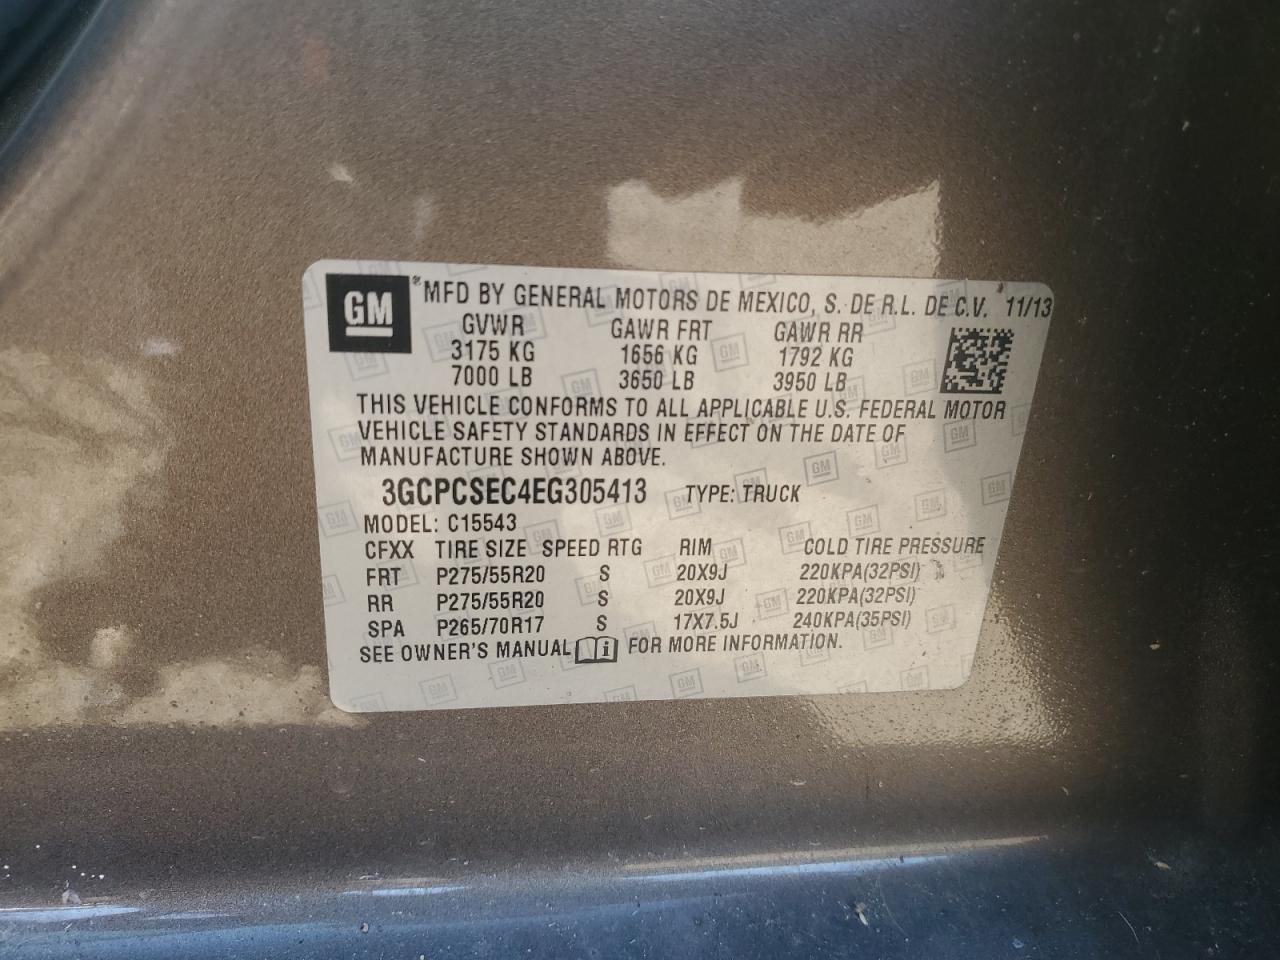 GM
MFD BY GENERAL MOTORS DE MEXICO, S. DE R.L. DE C.V. 11/13
GVWR GAWR FRT GAWR RR
3175 KG 1656 KG 1792 KG
7000 LB 3650 LB 3950 LB
THIS VEHICLE CONFORMS TO ALL APPLICABLE U.S. FEDERAL MOTOR
VEHICLE SAFETY STANDARDS IN EFFECT ON THE DATE OF
MANUFACTURE SHOWN ABOVE.
3GCPCSEC4EG305413 TYPE: TRUCK
MODEL: C15543
CFXX TIRE SIZE SPEED RTG RIM COLD TIRE PRESSURE
FRT P275/55R20 S 20X9J 220KPA(32PSI)
RR P275/55R20 S 20X9J 220KPA(32PSI)
SPA P265/70R17 S 17X7.5J 240KPA(35PSI)
SEE OWNER'S MANUAL i FOR MORE INFORMATION.